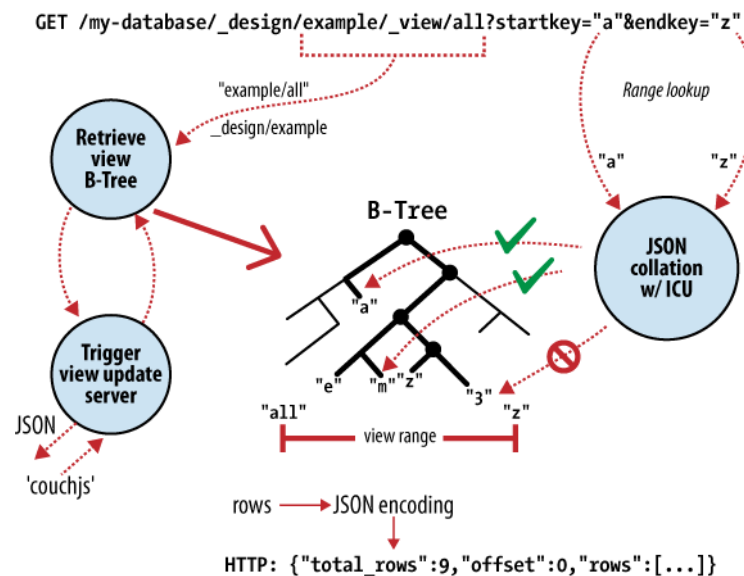 GET /my-database/_design/example/_view/all?startkey="a"&endkey="z"
"example/all"
_design/example
Range lookup
Retrieve
view
B-Tree
"a"
"z"
B-Tree
JSON
collation
w/ ICU
"a"
Trigger
view update
server
"e"
"m"
"z"
"3"
"all"
"z"
view range
JSON
'couchjs'
rows
JSON encoding
HTTP: {"total_rows":9,"offset":0,"rows":[...]}